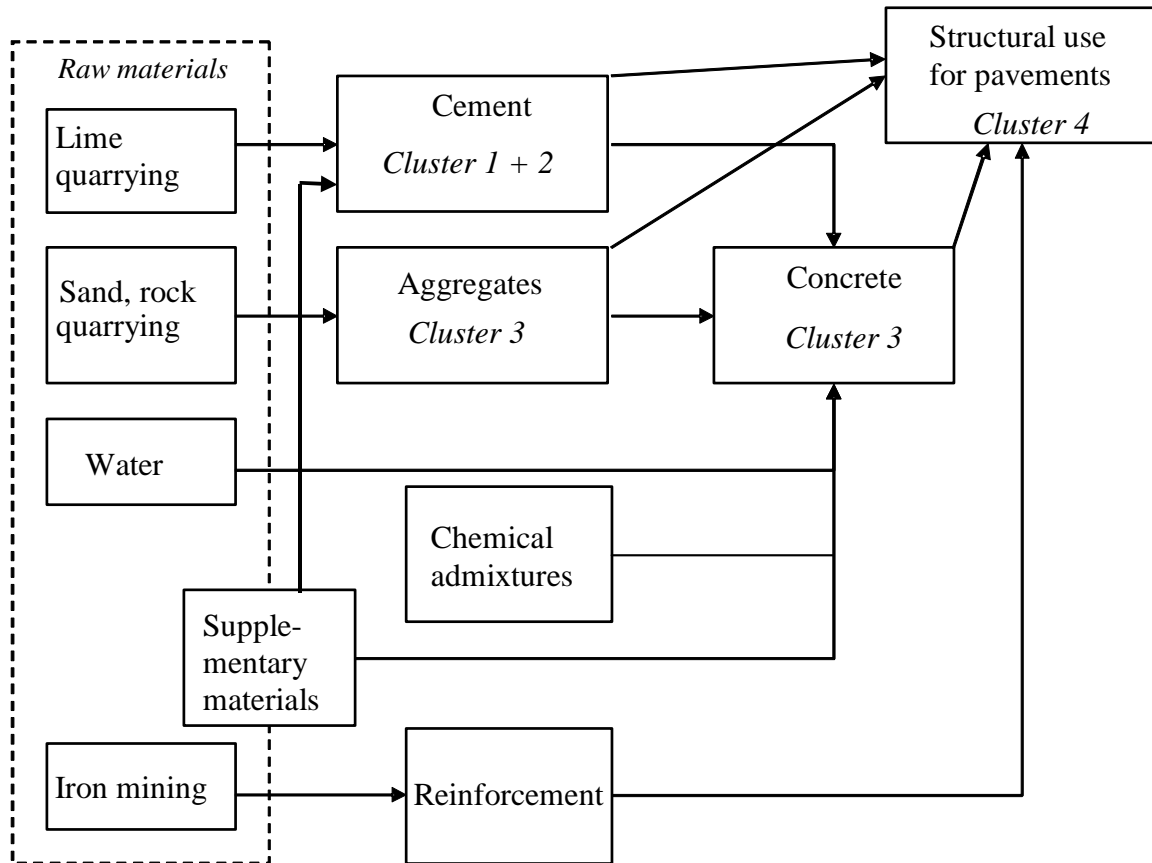 Structural use
for pavements
Cluster 4
Raw materials
Lime
quarrying
Cement
Cluster 1 + 2
Sand, rock
quarrying
Aggregates
Cluster 3
Concrete
Cluster 3
Water
Chemical
admixtures
Supple-
mentary
materials
Iron mining
Reinforcement